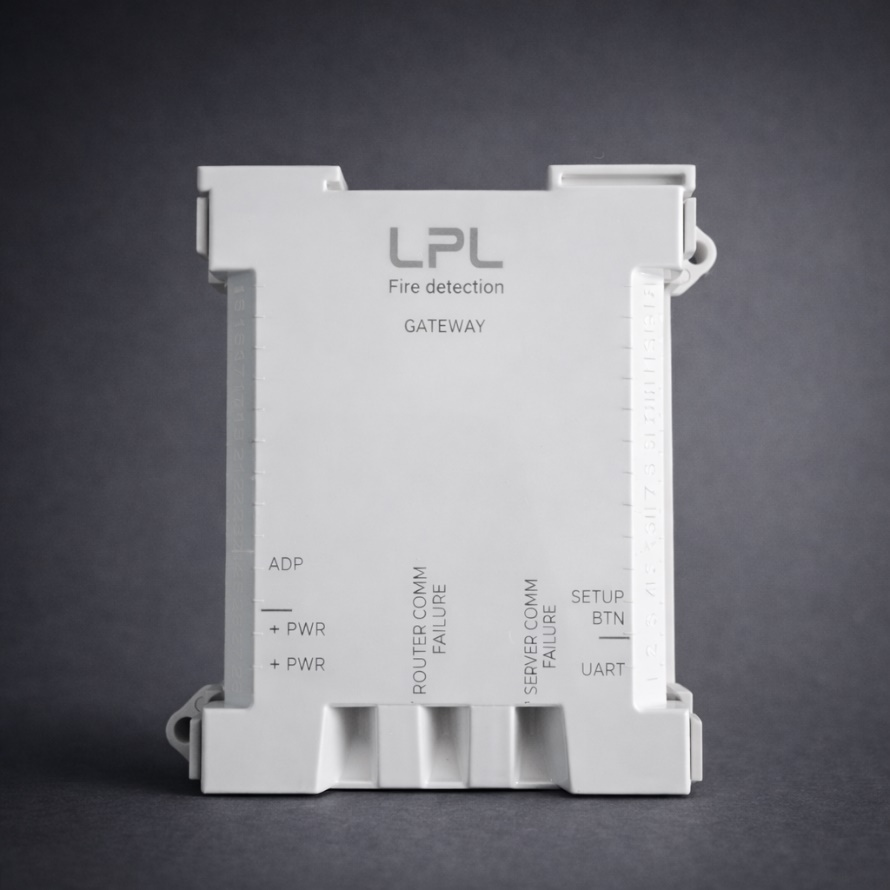 LPL
Fire detection
GATEWAY
ADP
+ PWR
+ PWR
ROUTER COMM
FAILURE
SERVER COMM
FAILURE
SETUP
BTN
UART